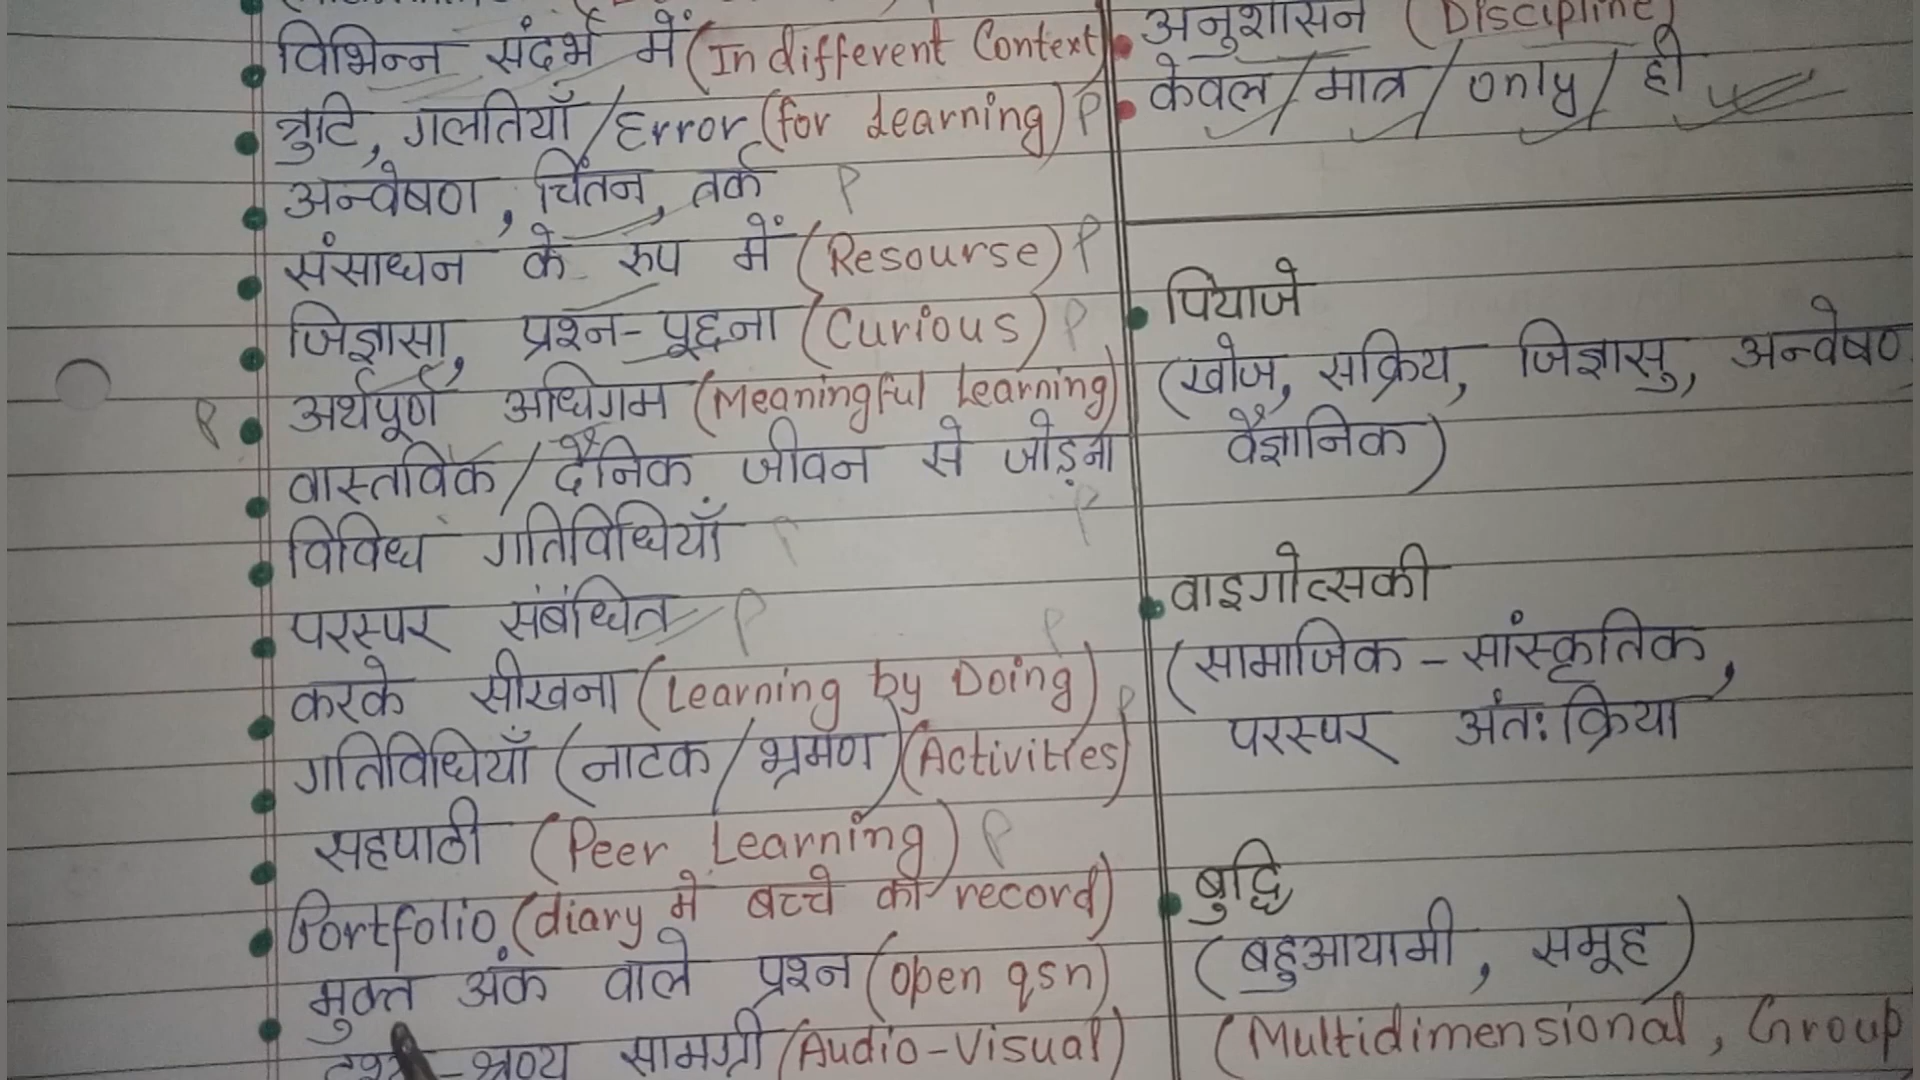 विभिन्न संदर्भ में (In different Context)
त्रुटि, गलतियाँ / Error (for Learning) P
अन्वेषण, चिंतन, तर्क P
संसाधन के रूप में (Resourse) P
जिज्ञासा, प्रश्न-पूछना (Curious) P
P अर्थपूर्ण अधिगम (Meaningful Learning)
वास्तविक / दैनिक जीवन से जोड़ना P
विविध गतिविधियाँ P
परस्पर संबंधित P
करके सीखना (Learning by Doing) P
गतिविधियाँ (नाटक / भ्रमण) (Activities) P
सहपाठी (Peer Learning) P
Portfolio (diary में बच्चे का record)
मुक्त अंक वाले प्रश्न (open qsn)
-श्रव्य सामग्री (Audio-Visual)
अनुशासन (Discipline)
केवल / मात्र / only / ही
पियाजे
(खोज, सक्रिय, जिज्ञासु, अन्वेषण
वैज्ञानिक)
वाइगोत्सकी
(सामाजिक - सांस्कृतिक,
परस्पर अंतः क्रिया
बुद्धि
(बहुआयामी, समूह)
(Multidimensional, Group